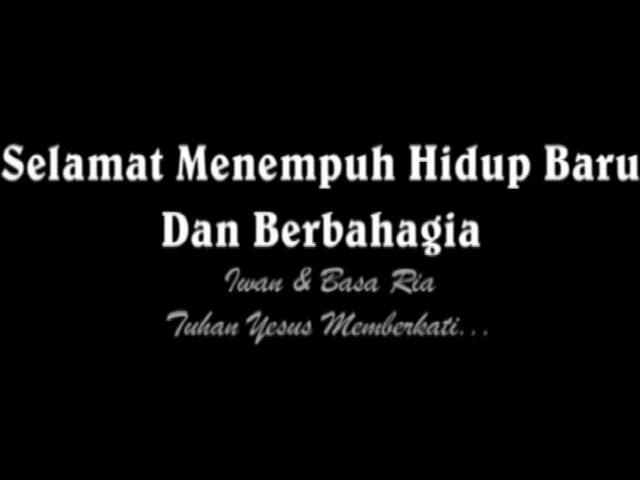 Selamat Menempuh Hidup Baru
Dan Berbahagia
Iwan & Basa Ria
Tuhan Yesus Memberkati...